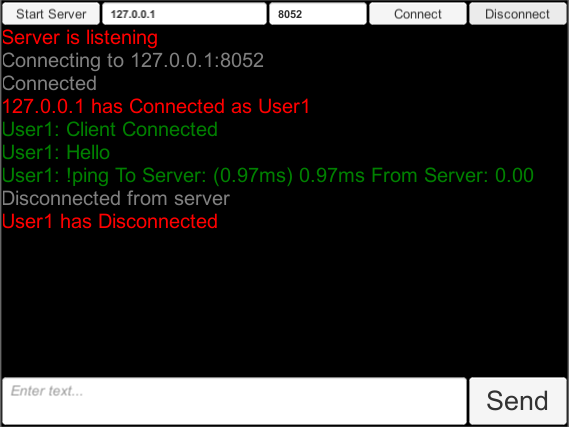 Start Server 127.0.0.1 8052 Connect Disconnect
Server is listening
Connecting to 127.0.0.1:8052
Connected
127.0.0.1 has Connected as User1
User1: Client Connected
User1: Hello
User1: !ping To Server: (0.97ms) 0.97ms From Server: 0.00
Disconnected from server
User1 has Disconnected
Enter text... Send